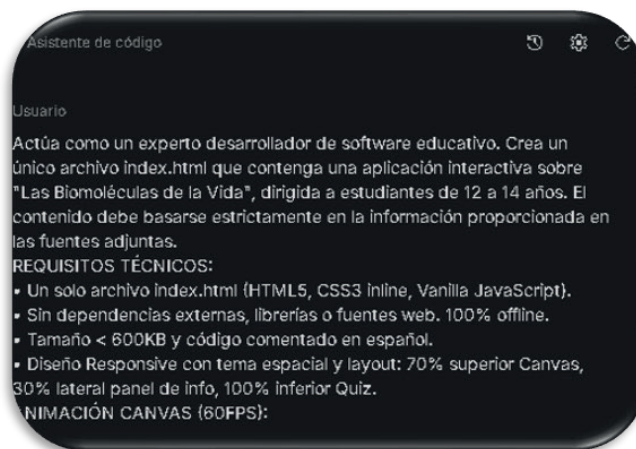 Asistente de código
Usuario
Actúa como un experto desarrollador de software educativo. Crea un
único archivo index.html que contenga una aplicación interactiva sobre
"Las Biomoléculas de la Vida", dirigida a estudiantes de 12 a 14 años. El
contenido debe basarse estrictamente en la información proporcionada en
las fuentes adjuntas.
REQUISITOS TÉCNICOS:
• Un solo archivo index.html (HTML5, CSS3 inline, Vanilla JavaScript).
• Sin dependencias externas, librerías o fuentes web. 100% offline.
• Tamaño < 600KB y código comentado en español.
• Diseño Responsive con tema espacial y layout: 70% superior Canvas,
30% lateral panel de info, 100% inferior Quiz.
NIMACIÓN CANVAS (60FPS):